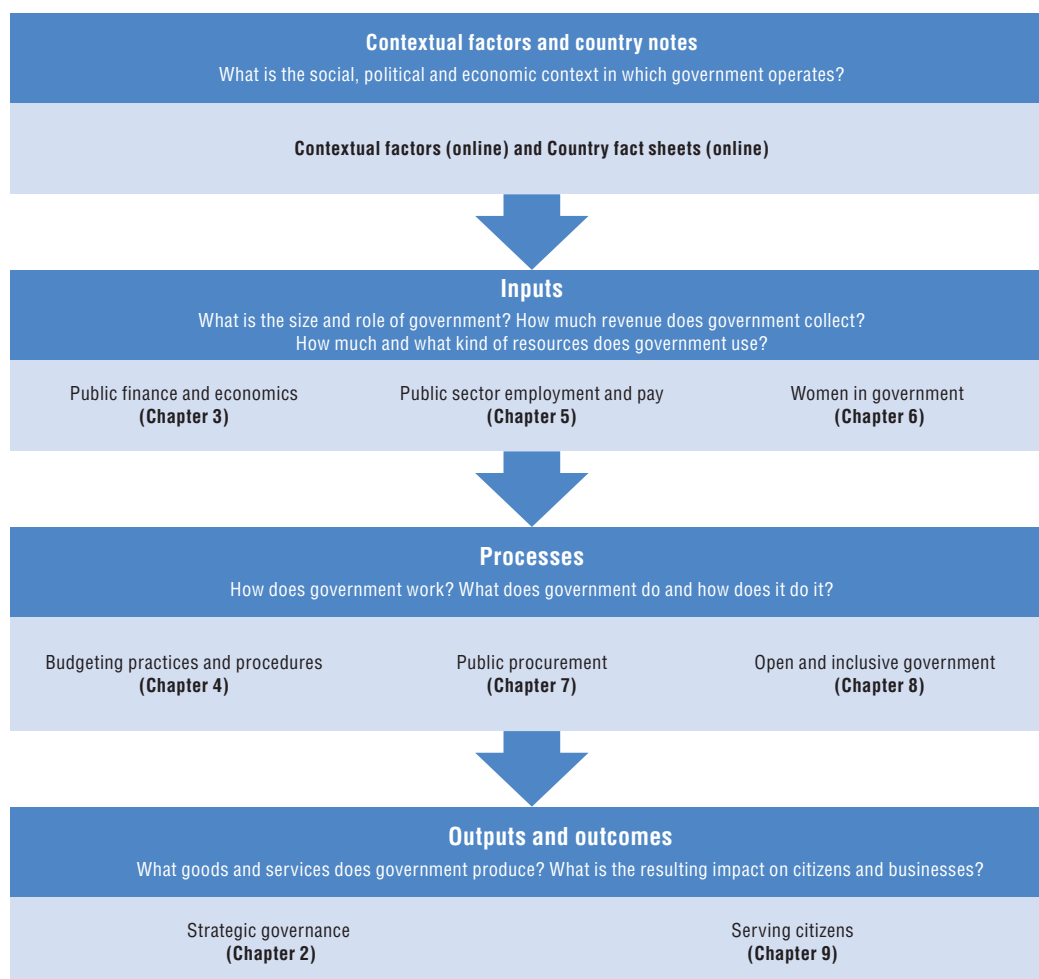 Contextual factors and country notes
What is the social, political and economic context in which government operates?
Contextual factors (online) and Country fact sheets (online)
Inputs
What is the size and role of government? How much revenue does government collect?
How much and what kind of resources does government use?
Public finance and economics
(Chapter 3)
Public sector employment and pay
(Chapter 5)
Women in government
(Chapter 6)
Processes
How does government work? What does government do and how does it do it?
Budgeting practices and procedures
(Chapter 4)
Public procurement
(Chapter 7)
Open and inclusive government
(Chapter 8)
Outputs and outcomes
What goods and services does government produce? What is the resulting impact on citizens and businesses?
Strategic governance
(Chapter 2)
Serving citizens
(Chapter 9)